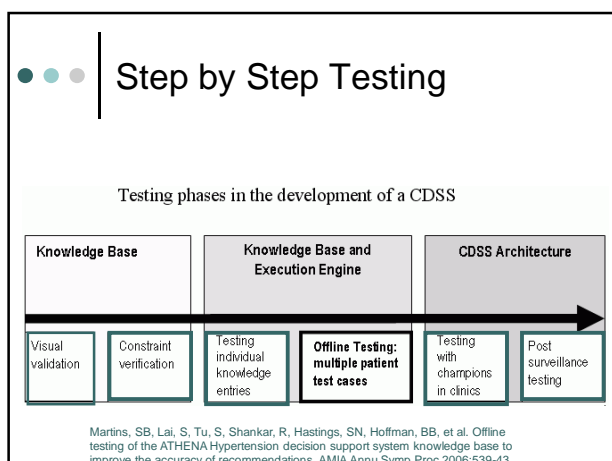 Step by Step Testing
Testing phases in the development of a CDSS
Knowledge Base
Knowledge Base and
Execution Engine
CDSS Architecture
Visual
validation
Constraint
verification
Testing
individual
knowledge
entries
Offline Testing:
multiple patient
test cases
Testing
with
champions
in clinics
Post
surveillance
testing
Martins, SB, Lai, S, Tu, S, Shankar, R, Hastings, SN, Hoffman, BB, et al. Offline
testing of the ATHENA Hypertension decision support system knowledge base to
improve the accuracy of recommendations. AMIA Annu Symp Proc 2006:539-43